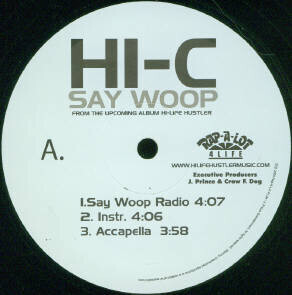 HI-C
SAY WOOP
FROM THE UPCOMING ALBUM HI-LIFE HUSTLER
A.
RAP-A-LOT
4 LIFE
WWW.HILIFEHUSTLERMUSIC.COM
Executive Producers
J. Prince & Craw F. Dog
1.Say Woop Radio 4:07
2. Instr. 4:06
3. Accapella 3:58